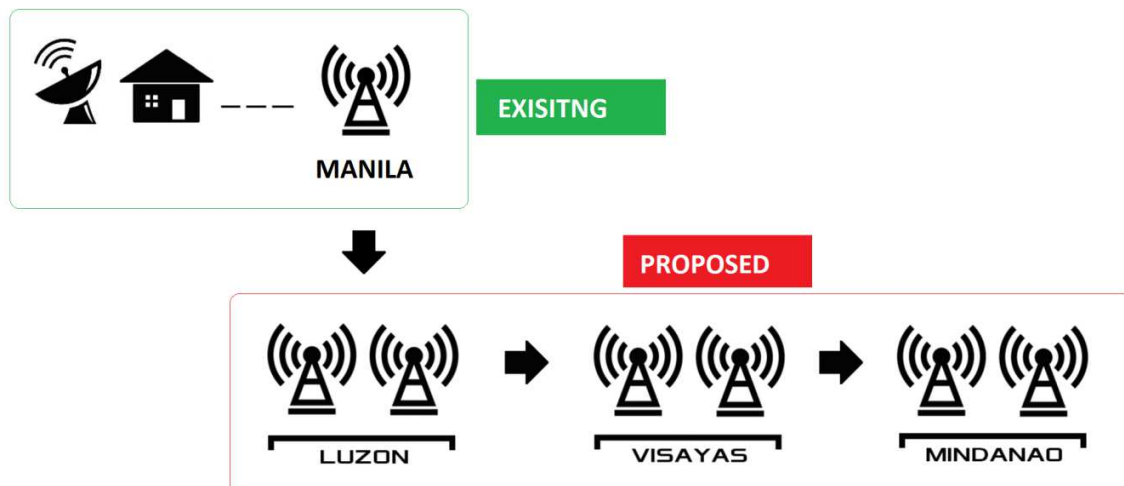 EXISITNG
MANILA
PROPOSED
LUZON
VISAYAS
MINDANAO